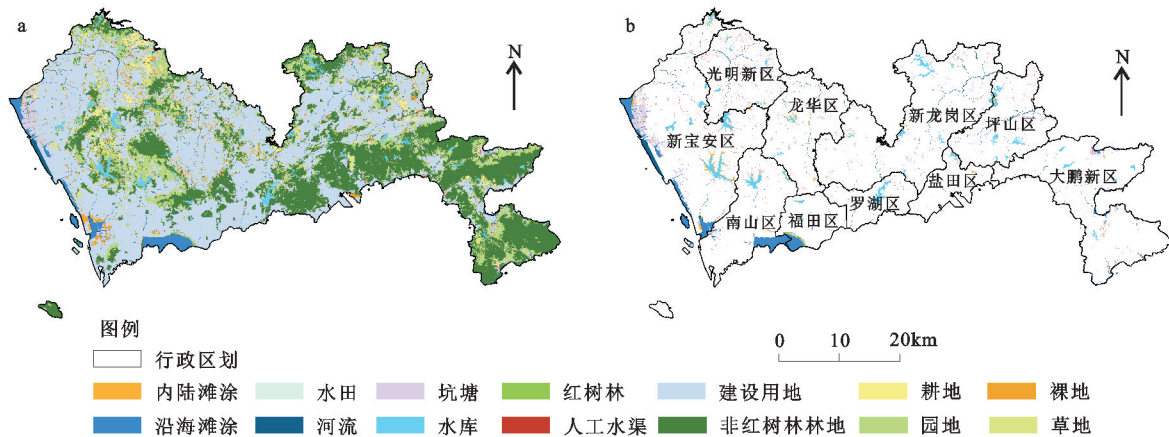 a
b
N
N
光明新区
龙华区
新龙岗区
坪山区
新宝安区
大鹏新区
盐田区
罗湖区
南山区
福田区
图例
行政区划
0 10 20km
内陆滩涂 水田 坑塘 红树林 建设用地 耕地 裸地
沿海滩涂 河流 水库 人工水渠 非红树林林地 园地 草地